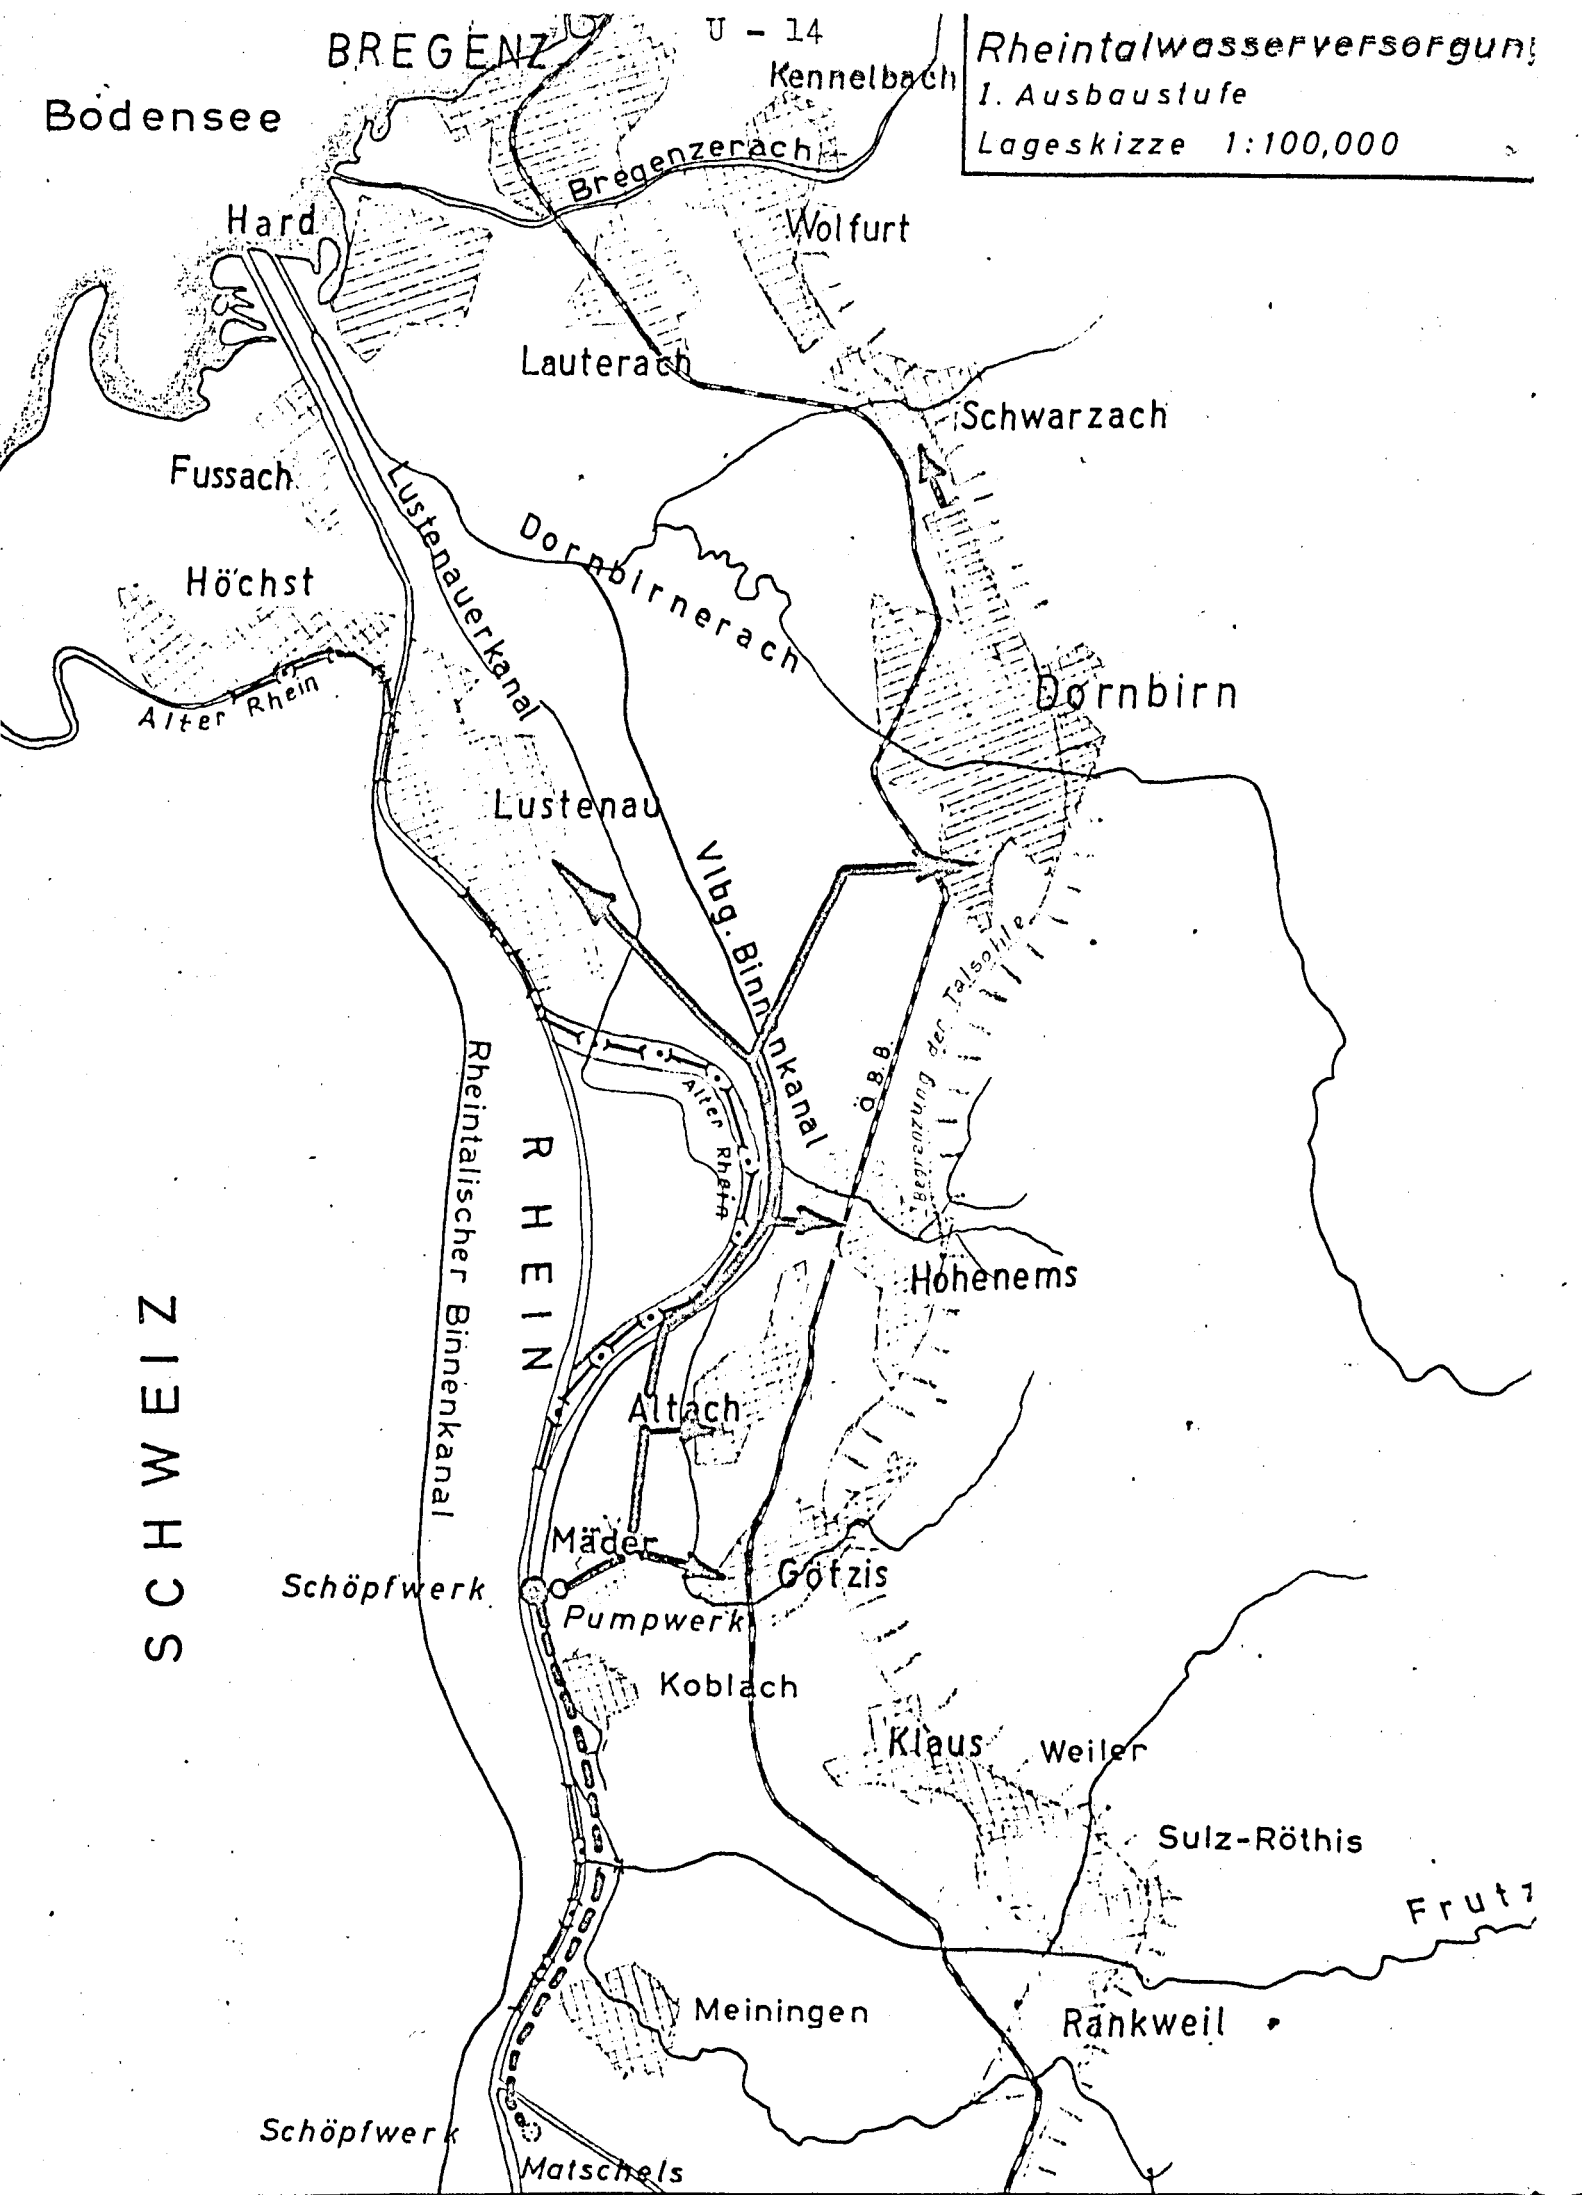 U - 14
BREGENZ
Kennelbach
Rheintalwasserversorgung
1. Ausbaustufe
Lageskizze 1:100,000
Bodensee
Bregenzerach
Hard
Wolfurt
Lauterach
Schwarzach
Fussach
Lustenauerkanal
Dornbirnerach
Höchst
Alter Rhein
Dornbirn
Lustenau
Vlbg. Binnenkanal
Begrenzung der Talsohle
Ö.B.B.
Rheintalischer Binnenkanal
Alter Rhein
RHEIN
Hohenems
SCHWEIZ
Altach
Mäder
Götzis
Schöpfwerk
Pumpwerk
Koblach
Klaus
Weiler
Sulz-Röthis
Frutz
Meiningen
Rankweil
Schöpfwerk
Matschels